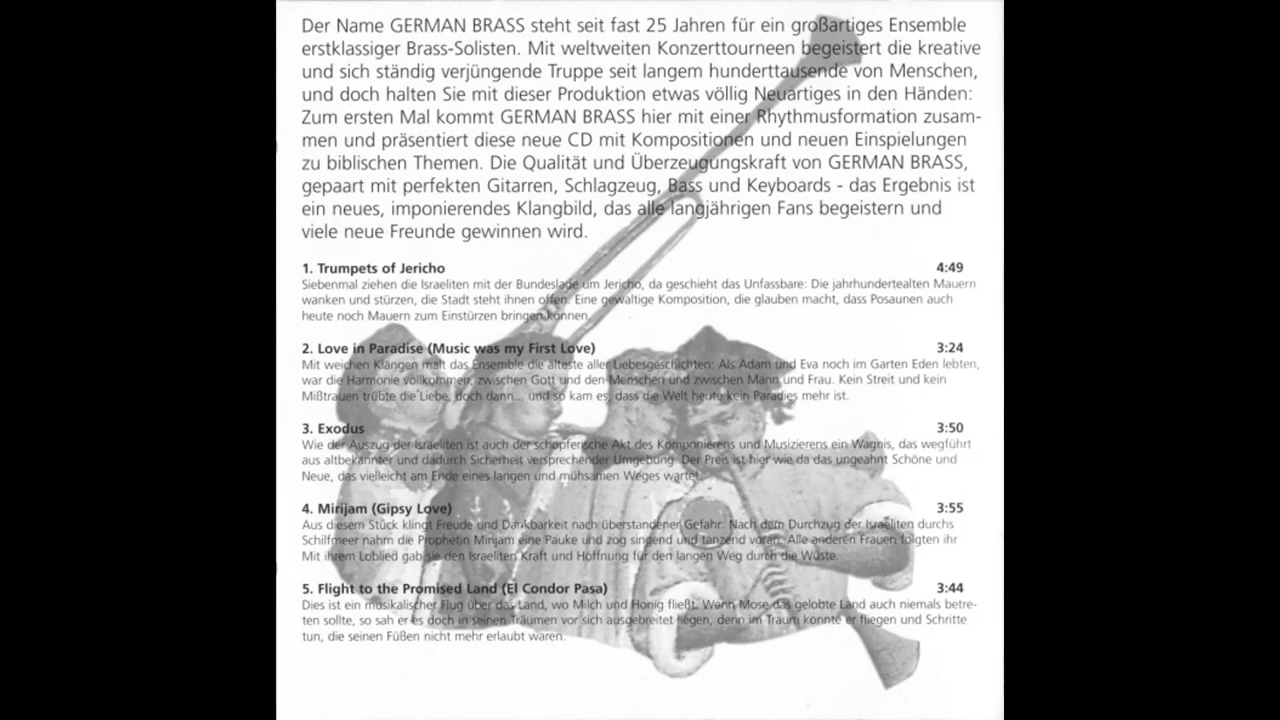 Der Name GERMAN BRASS steht seit fast 25 Jahren für ein großartiges Ensemble
erstklassiger Brass-Solisten. Mit weltweiten Konzerttourneen begeistert die kreative
und sich ständig verjüngende Truppe seit langem hunderttausende von Menschen,
und doch halten Sie mit dieser Produktion etwas völlig Neuartiges in den Händen:
Zum ersten Mal kommt GERMAN BRASS hier mit einer Rhythmusformation zusam-
men und präsentiert diese neue CD mit Kompositionen und neuen Einspielungen
zu biblischen Themen. Die Qualität und Überzeugungskraft von GERMAN BRASS,
gepaart mit perfekten Gitarren, Schlagzeug, Bass und Keyboards - das Ergebnis ist
ein neues, imponierendes Klangbild, das alle langjährigen Fans begeistern und
viele neue Freunde gewinnen wird.
1. Trumpets of Jericho 4:49
Siebenmal ziehen die Israeliten mit der Bundeslade um Jericho, da geschieht das Unfassbare: Die jahrhundertealten Mauern
wanken und stürzen, die Stadt steht ihnen offen. Eine gewaltige Komposition, die glauben macht, dass Posaunen auch
heute noch Mauern zum Einstürzen bringen können.
2. Love in Paradise (Music was my First Love) 3:24
Mit weichen Klängen malt das Ensemble die älteste aller Liebesgeschichten: Als Adam und Eva noch im Garten Eden lebten,
war die Harmonie vollkommen, zwischen Gott und den Menschen und zwischen Mann und Frau. Kein Streit und kein
Mißtrauen trübte die Liebe, doch dann... und so kam es, dass die Welt heute kein Paradies mehr ist.
3. Exodus 3:50
Wie der Auszug der Israeliten ist auch der schöpferische Akt des Komponierens und Musizierens ein Wagnis, das wegführt
aus altbekannter und dadurch Sicherheit versprechender Umgebung. Der Preis ist hier wie da das ungeahnt Schöne und
Neue, das vielleicht am Ende eines langen und mühsamen Weges wartet.
4. Mirijam (Gipsy Love) 3:55
Aus diesem Stück klingt Freude und Dankbarkeit nach überstandener Gefahr: Nach dem Durchzug der Israeliten durchs
Schilfmeer nahm die Prophetin Mirijam eine Pauke und zog singend und tanzend voran. Alle anderen Frauen folgten ihr
Mit ihrem Loblied gab sie den Israeliten Kraft und Hoffnung für den langen Weg durch die Wüste.
5. Flight to the Promised Land (El Condor Pasa) 3:44
Dies ist ein musikalischer Flug über das Land, wo Milch und Honig fließt. Wenn Mose das gelobte Land auch niemals betre-
ten sollte, so sah er es doch in seinen Träumen vor sich ausgebreitet liegen, denn im Traum konnte er fliegen und Schritte
tun, die seinen Füßen nicht mehr erlaubt waren.